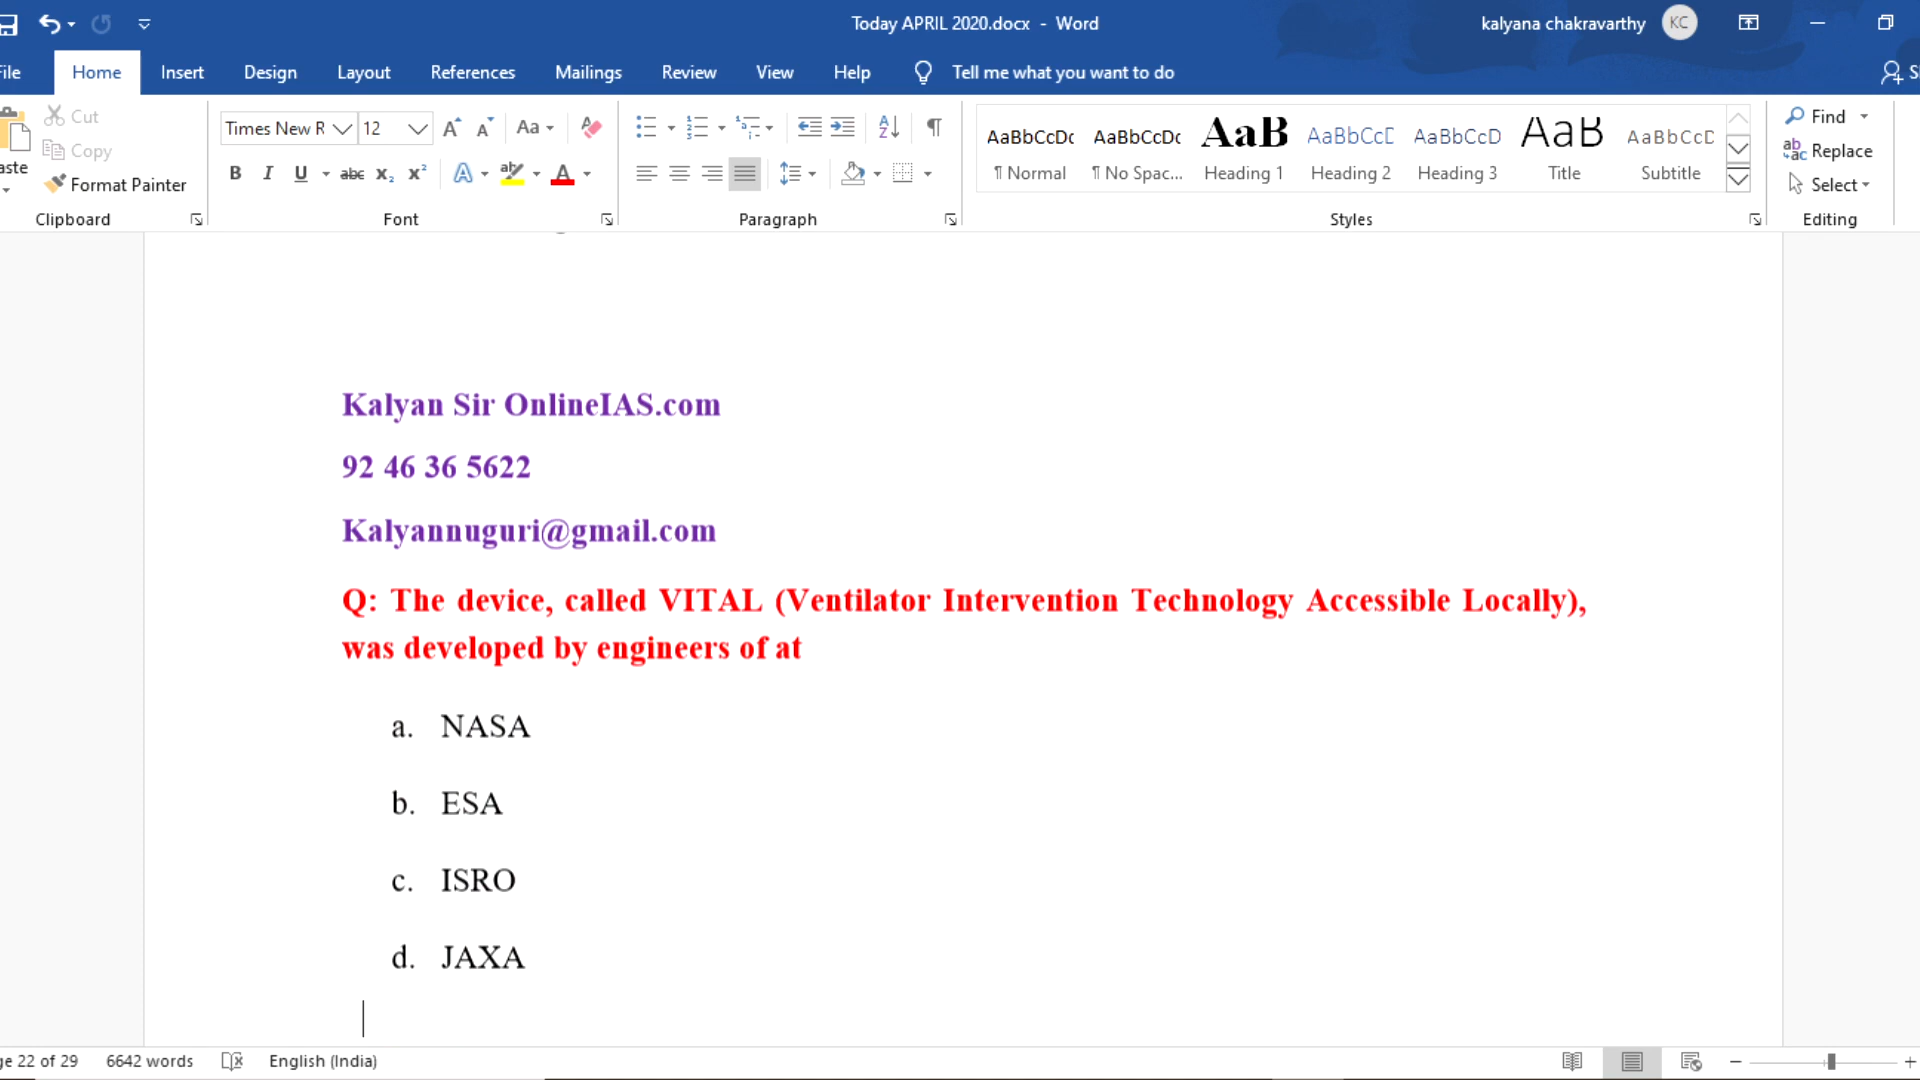 Today APRIL 2020.docx - Word
kalyana chakravarthy KC
File Home Insert Design Layout References Mailings Review View Help Tell me what you want to do
Cut
Copy
Format Painter
Clipboard
Times New R 12 Aa
B I U abc x₂ x² A ab A
Font
Paragraph
AaBbCcDc AaBbCcDc AaB AaBbCcD AaBbCcD AaB AaBbCcD
¶ Normal ¶ No Spac... Heading 1 Heading 2 Heading 3 Title Subtitle
Styles
Find
Replace
Select
Editing
Kalyan Sir OnlineIAS.com
92 46 36 5622
Kalyannuguri@gmail.com
Q: The device, called VITAL (Ventilator Intervention Technology Accessible Locally),
was developed by engineers of at
a. NASA
b. ESA
c. ISRO
d. JAXA
ge 22 of 29 6642 words English (India)